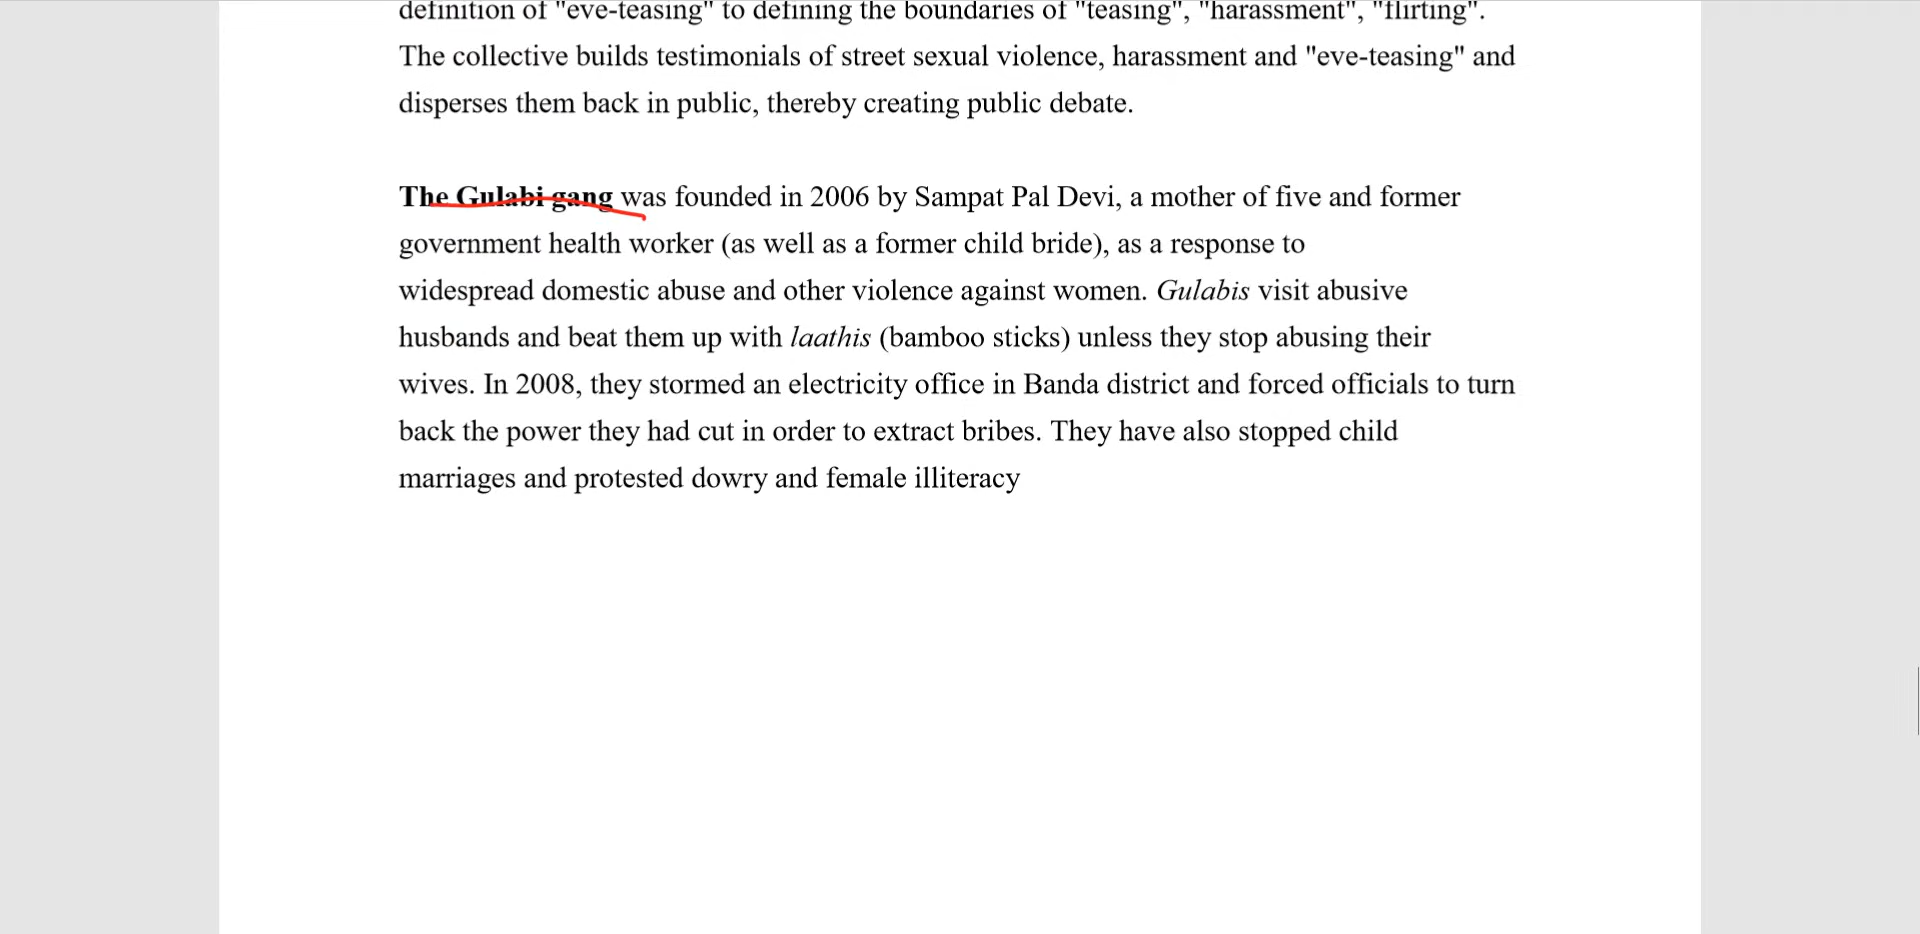 definition of "eve-teasing" to defining the boundaries of "teasing", "harassment", "flirting".
The collective builds testimonials of street sexual violence, harassment and "eve-teasing" and
disperses them back in public, thereby creating public debate.
The Gulabi gang was founded in 2006 by Sampat Pal Devi, a mother of five and former
government health worker (as well as a former child bride), as a response to
widespread domestic abuse and other violence against women. Gulabis visit abusive
husbands and beat them up with laathis (bamboo sticks) unless they stop abusing their
wives. In 2008, they stormed an electricity office in Banda district and forced officials to turn
back the power they had cut in order to extract bribes. They have also stopped child
marriages and protested dowry and female illiteracy